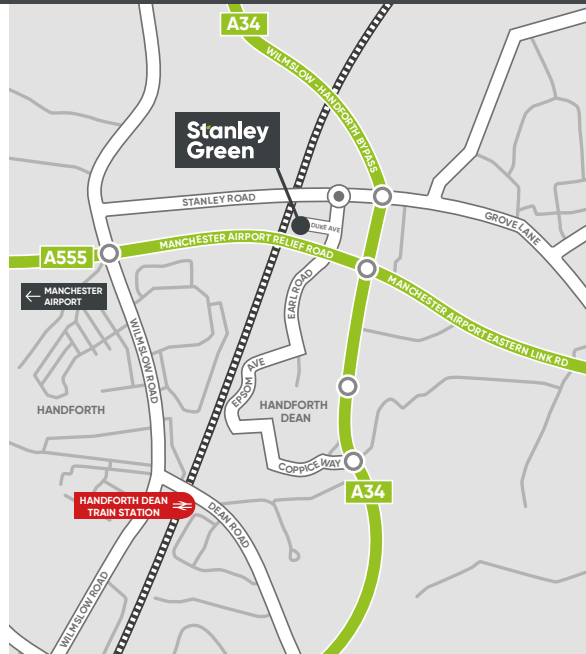 A34
WILMSLOW - HANDFORTH BYPASS
Stanley
Green
STANLEY ROAD
DUKE AVE
GROVE LANE
A555
MANCHESTER AIRPORT RELIEF ROAD
MANCHESTER
AIRPORT
EARL ROAD
MANCHESTER AIRPORT EASTERN LINK RD
WILMSLOW ROAD
EPSOM AVE
HANDFORTH
HANDFORTH
DEAN
COPPICE WAY
A34
HANDFORTH DEAN
TRAIN STATION
DEAN ROAD
WILMSLOW ROAD